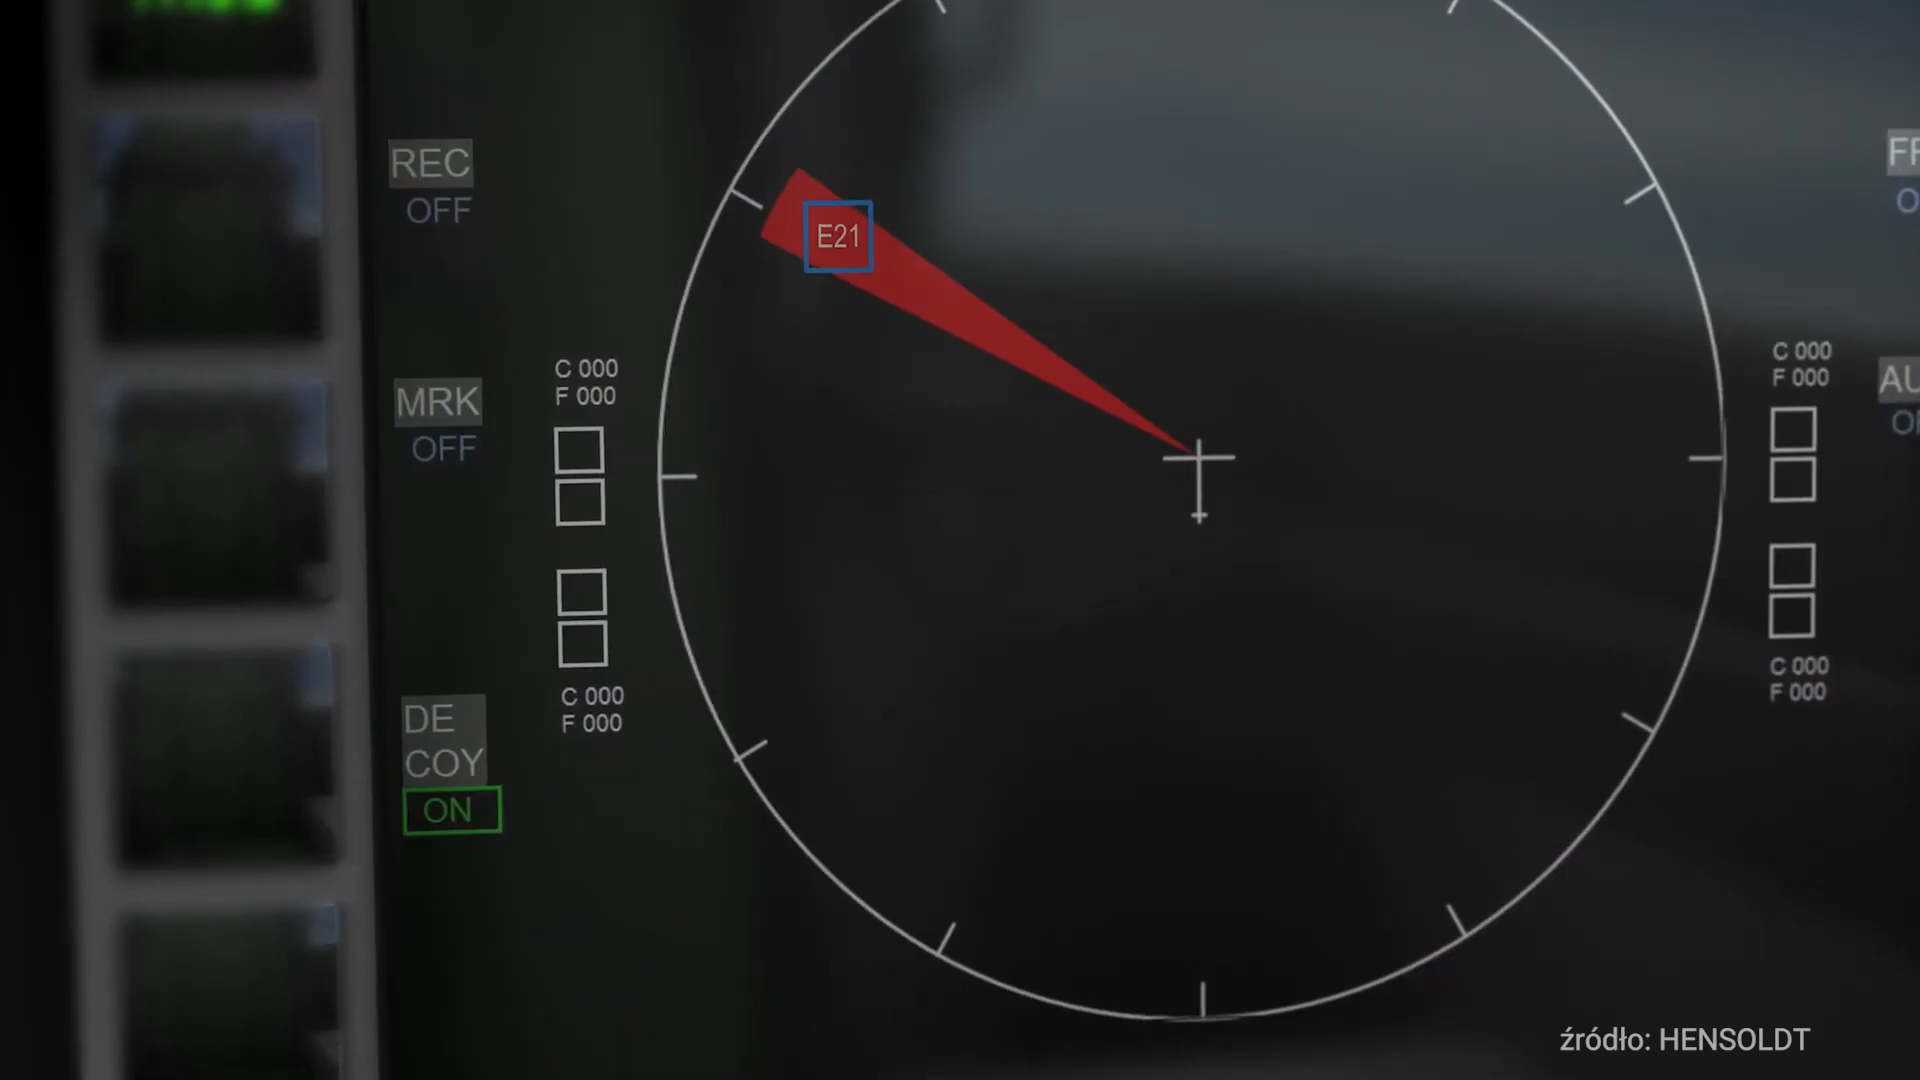 REC
OFF
E21
MRK
OFF
C 000
F 000
C 000
F 000
DE
COY
ON
C 000
F 000
C 000
F 000
źródło: HENSOLDT